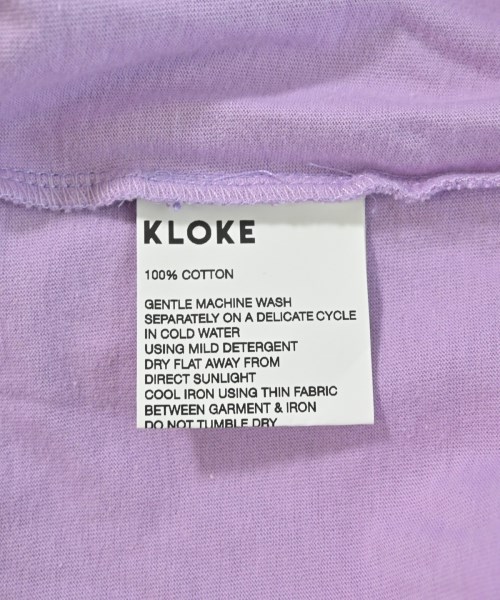 KLOKE
100% COTTON
GENTLE MACHINE WASH
SEPARATELY ON A DELICATE CYCLE
IN COLD WATER
USING MILD DETERGENT
DRY FLAT AWAY FROM
DIRECT SUNLIGHT
COOL IRON USING THIN FABRIC
BETWEEN GARMENT & IRON
DO NOT TUMBLE DRY